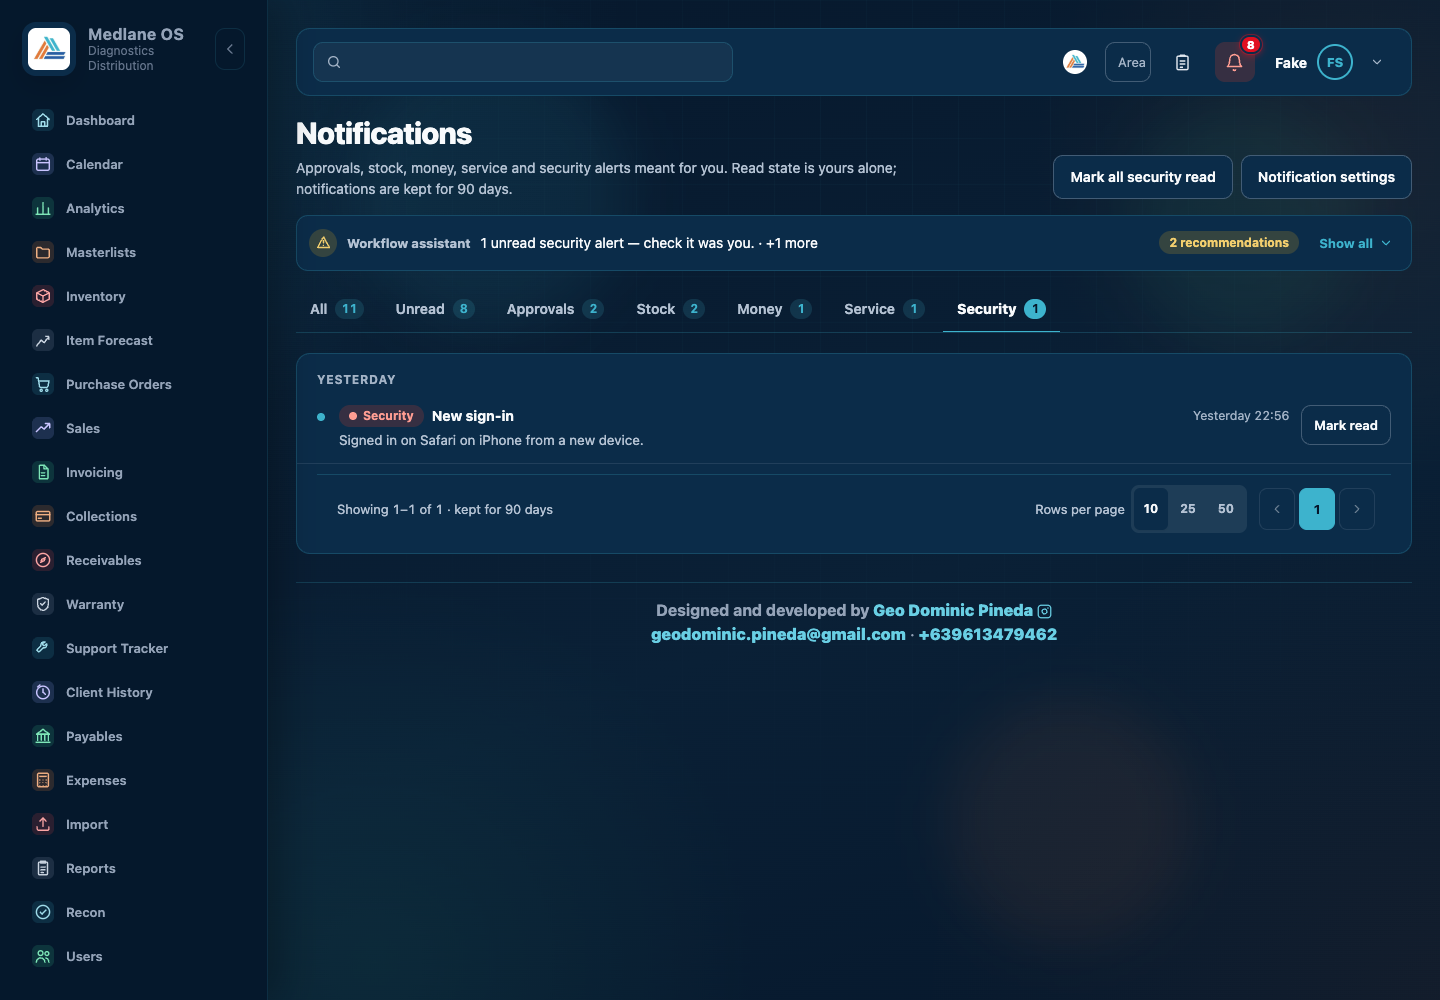 Medlane OS
Diagnostics
Distribution
Dashboard
Calendar
Analytics
Masterlists
Inventory
Item Forecast
Purchase Orders
Sales
Invoicing
Collections
Receivables
Warranty
Support Tracker
Client History
Payables
Expenses
Import
Reports
Recon
Users
Area
8
Fake
FS
Notifications
Approvals, stock, money, service and security alerts meant for you. Read state is yours alone;
notifications are kept for 90 days.
Mark all security read
Notification settings
Workflow assistant 1 unread security alert — check it was you. · +1 more
2 recommendations
Show all
All 11
Unread 8
Approvals 2
Stock 2
Money 1
Service 1
Security 1
YESTERDAY
Security New sign-in
Yesterday 22:56
Mark read
Signed in on Safari on iPhone from a new device.
Showing 1–1 of 1 · kept for 90 days
Rows per page 10 25 50
1
Designed and developed by Geo Dominic Pineda
geodominic.pineda@gmail.com · +639613479462